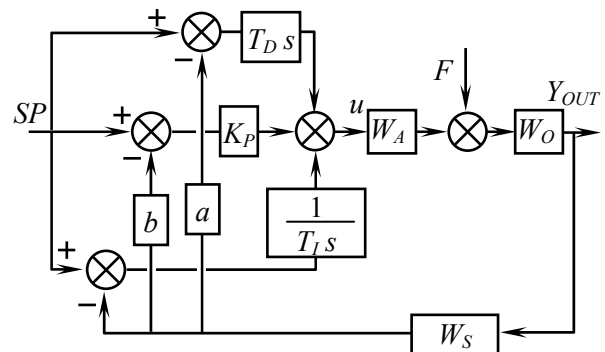 +
−
T_D s
F
Y_OUT
SP
+
−
K_P
u
W_A
W_O
b
a
1
T_I s
+
−
W_S